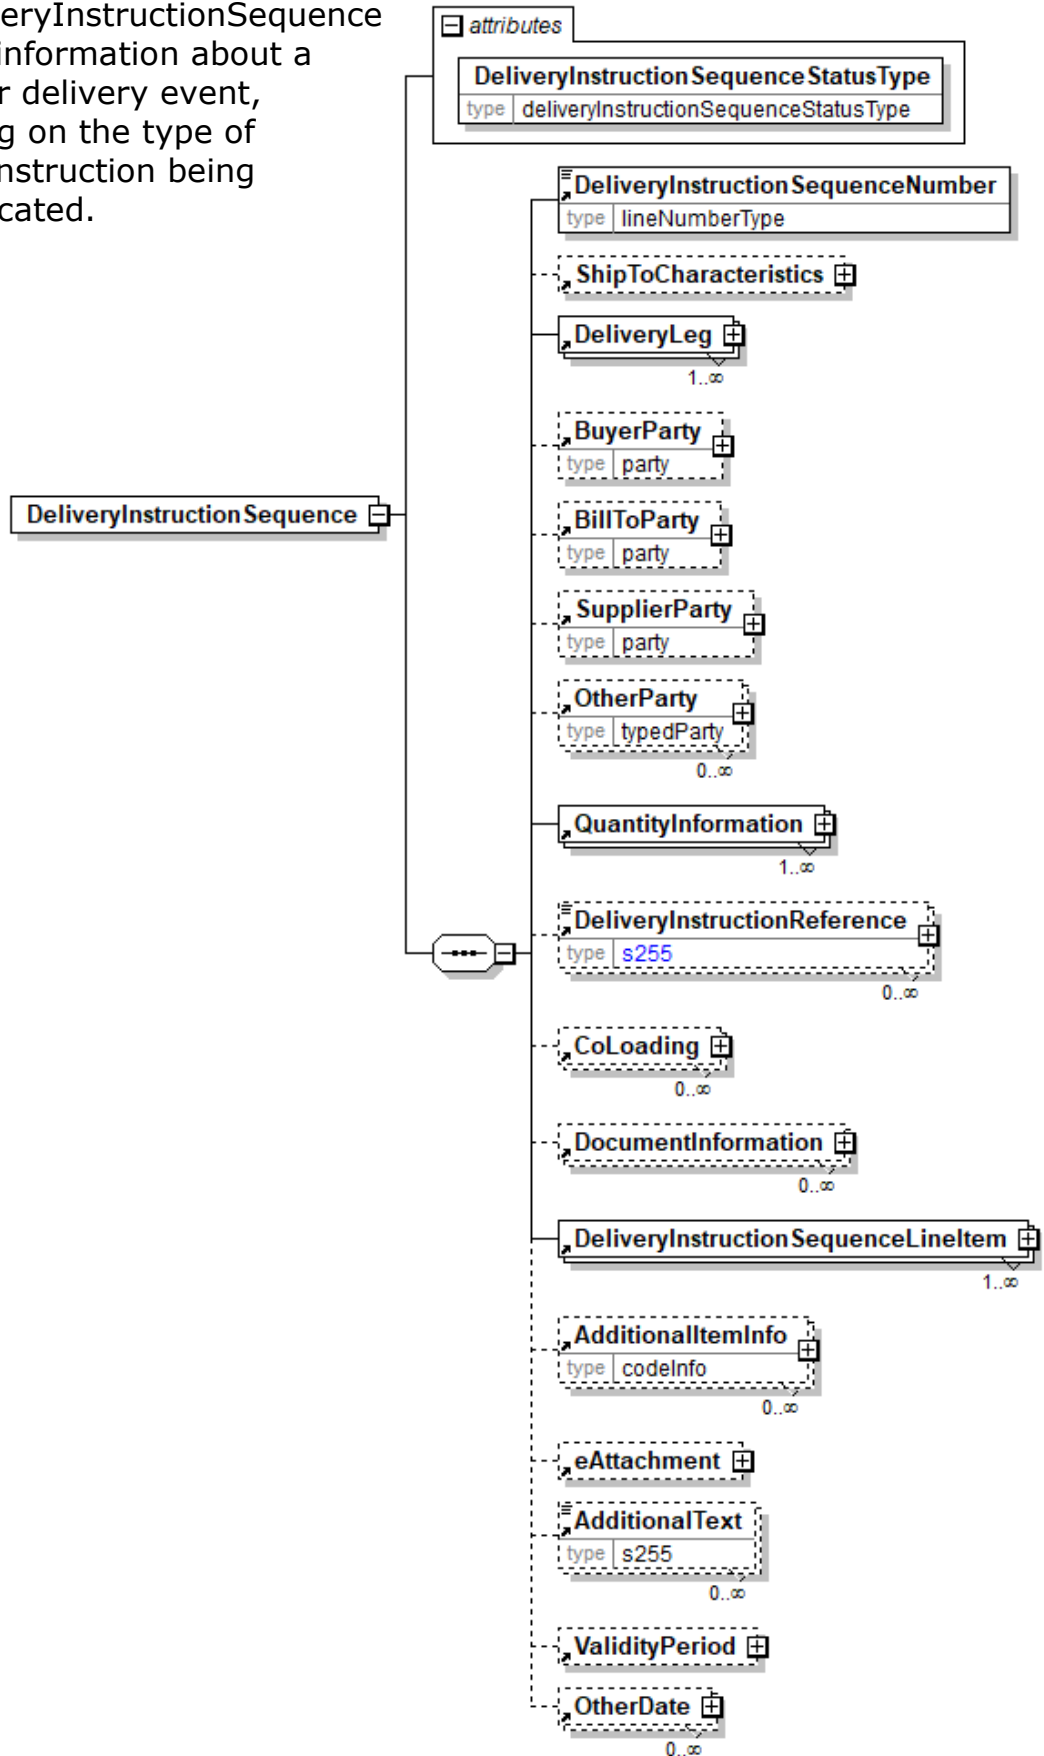 eryInstructionSequence
information about a
r delivery event,
g on the type of
nstruction being
cated.
attributes
DeliveryInstructionSequenceStatusType
type deliveryInstructionSequenceStatusType
DeliveryInstructionSequenceNumber
type lineNumberType
ShipToCharacteristics
DeliveryLeg
1..∞
BuyerParty
type party
DeliveryInstructionSequence
BillToParty
type party
SupplierParty
type party
OtherParty
type typedParty
0..∞
QuantityInformation
1..∞
DeliveryInstructionReference
type s255
0..∞
CoLoading
0..∞
DocumentInformation
0..∞
DeliveryInstructionSequenceLineItem
1..∞
AdditionalItemInfo
type codeInfo
0..∞
eAttachment
AdditionalText
type s255
0..∞
ValidityPeriod
OtherDate
0..∞